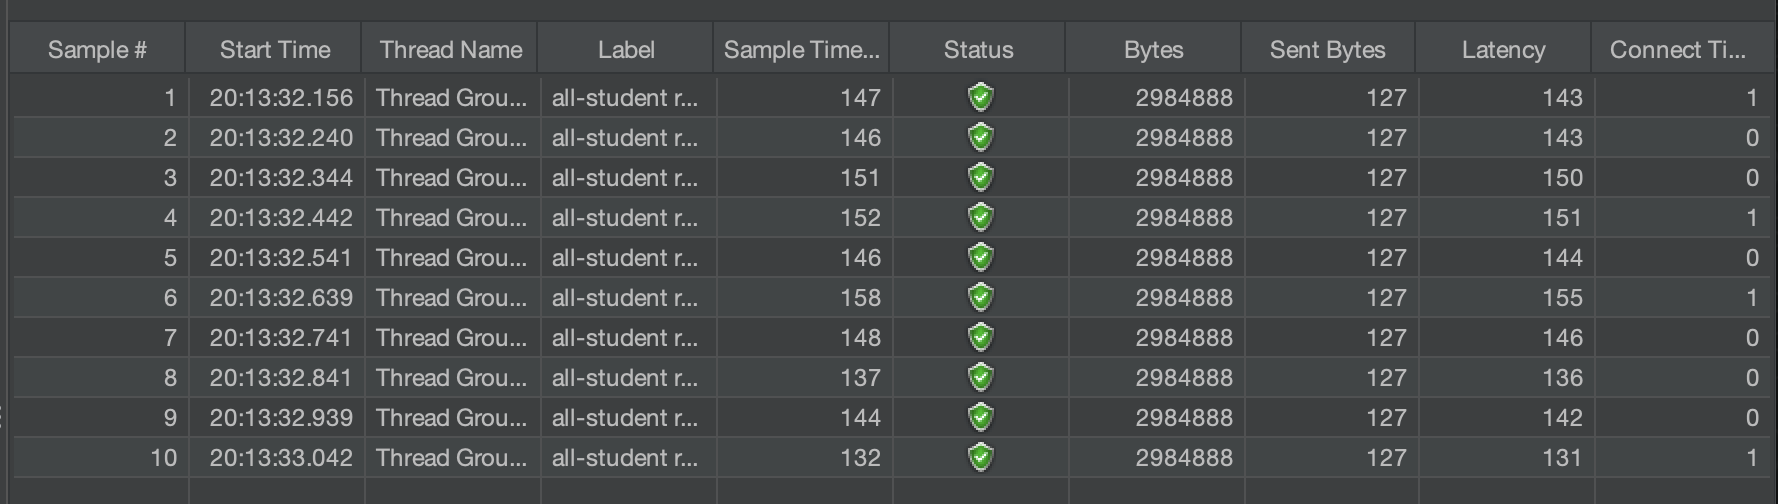 Sample # Start Time Thread Name Label Sample Time... Status Bytes Sent Bytes Latency Connect Ti...
1 20:13:32.156 Thread Grou... all-student r... 147 2984888 127 143 1
2 20:13:32.240 Thread Grou... all-student r... 146 2984888 127 143 0
3 20:13:32.344 Thread Grou... all-student r... 151 2984888 127 150 0
4 20:13:32.442 Thread Grou... all-student r... 152 2984888 127 151 1
5 20:13:32.541 Thread Grou... all-student r... 146 2984888 127 144 0
6 20:13:32.639 Thread Grou... all-student r... 158 2984888 127 155 1
7 20:13:32.741 Thread Grou... all-student r... 148 2984888 127 146 0
8 20:13:32.841 Thread Grou... all-student r... 137 2984888 127 136 0
9 20:13:32.939 Thread Grou... all-student r... 144 2984888 127 142 0
10 20:13:33.042 Thread Grou... all-student r... 132 2984888 127 131 1